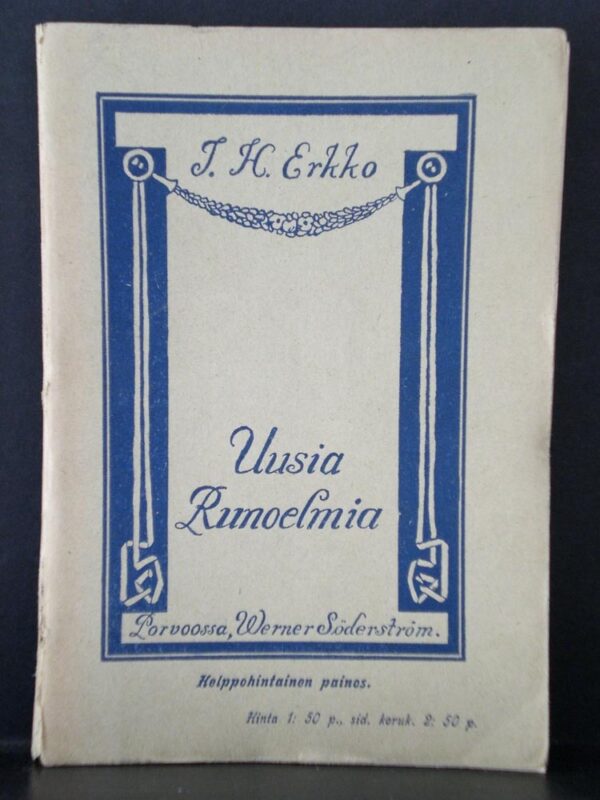 J. H. Erkko
Uusia
Runoelmia
Porvoossa, Werner Söderström.
Helppohintainen painos.
Hinta 1: 50 p., sid. koruk. 2: 50 p.